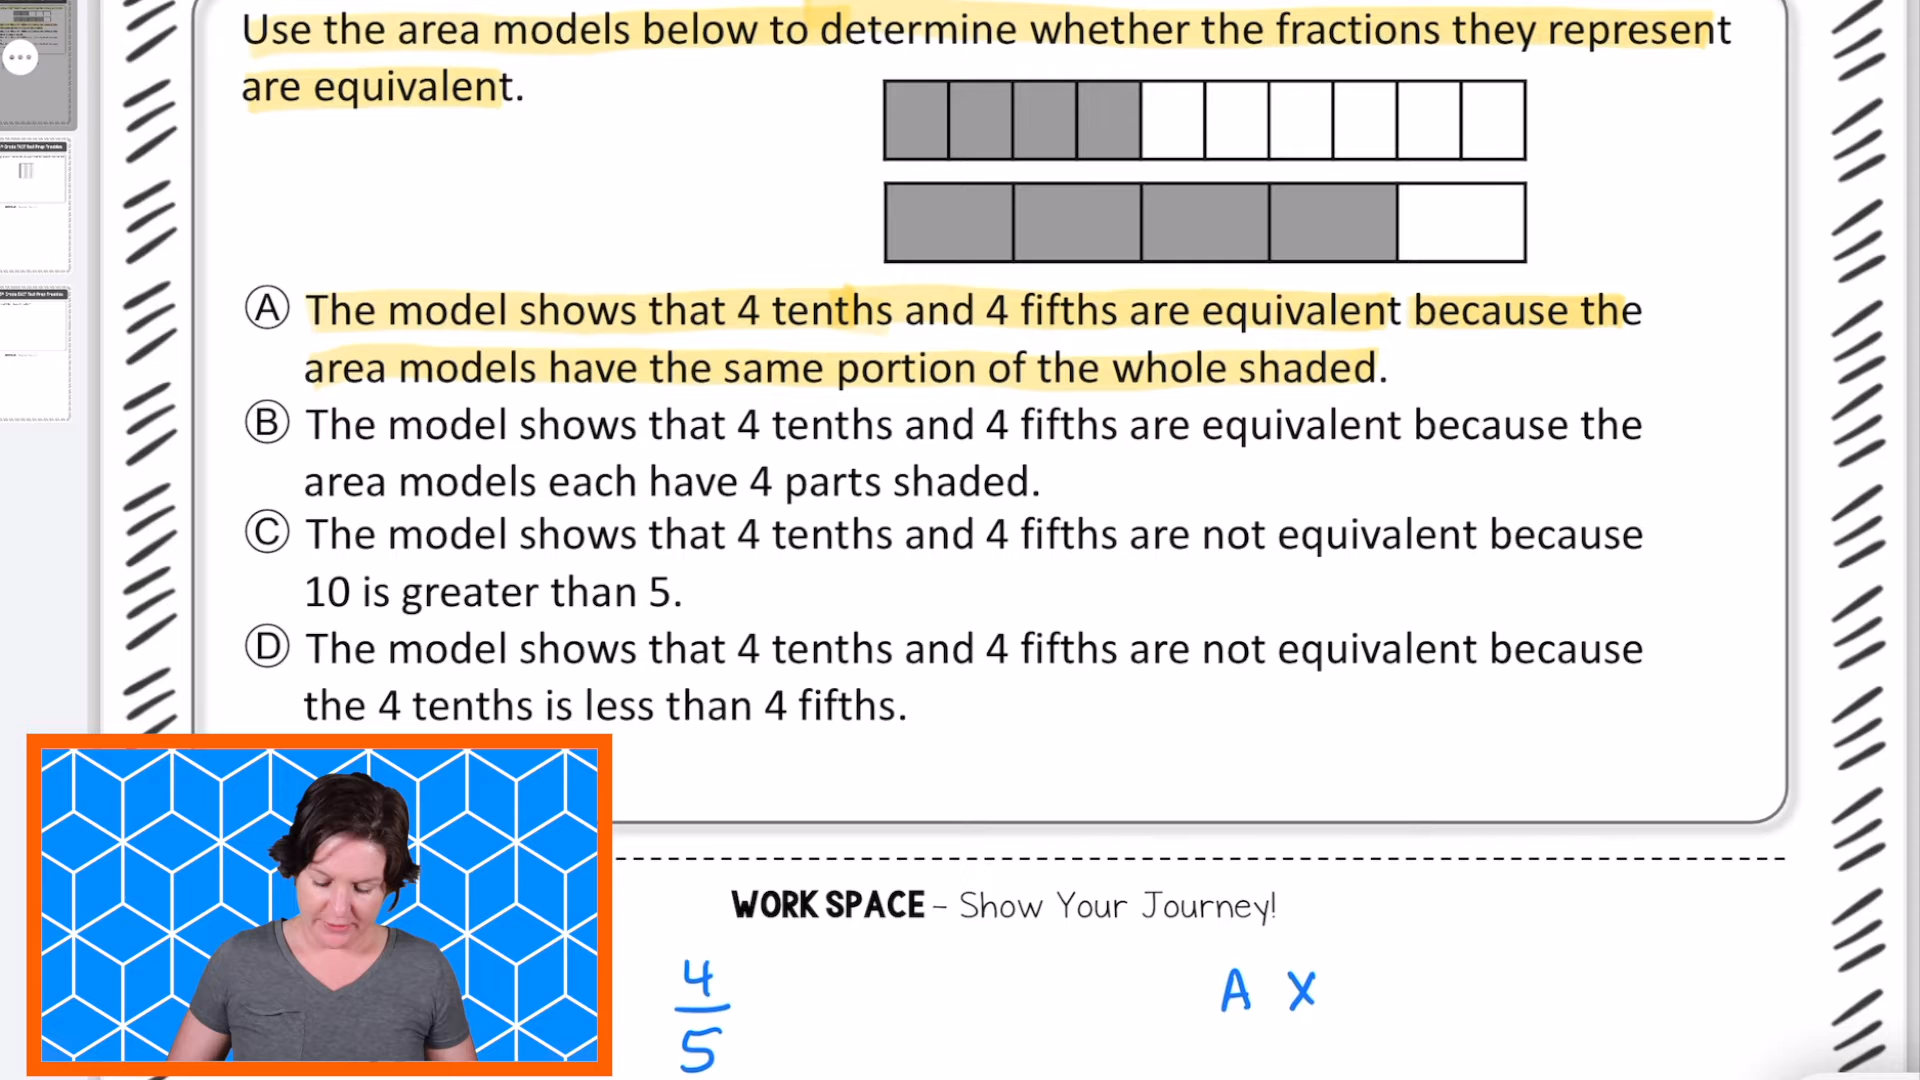 Use the area models below to determine whether the fractions they represent
are equivalent.
Ⓐ The model shows that 4 tenths and 4 fifths are equivalent because the
area models have the same portion of the whole shaded.
Ⓑ The model shows that 4 tenths and 4 fifths are equivalent because the
area models each have 4 parts shaded.
Ⓒ The model shows that 4 tenths and 4 fifths are not equivalent because
10 is greater than 5.
Ⓓ The model shows that 4 tenths and 4 fifths are not equivalent because
the 4 tenths is less than 4 fifths.
WORK SPACE - Show Your Journey!
4
5
A X